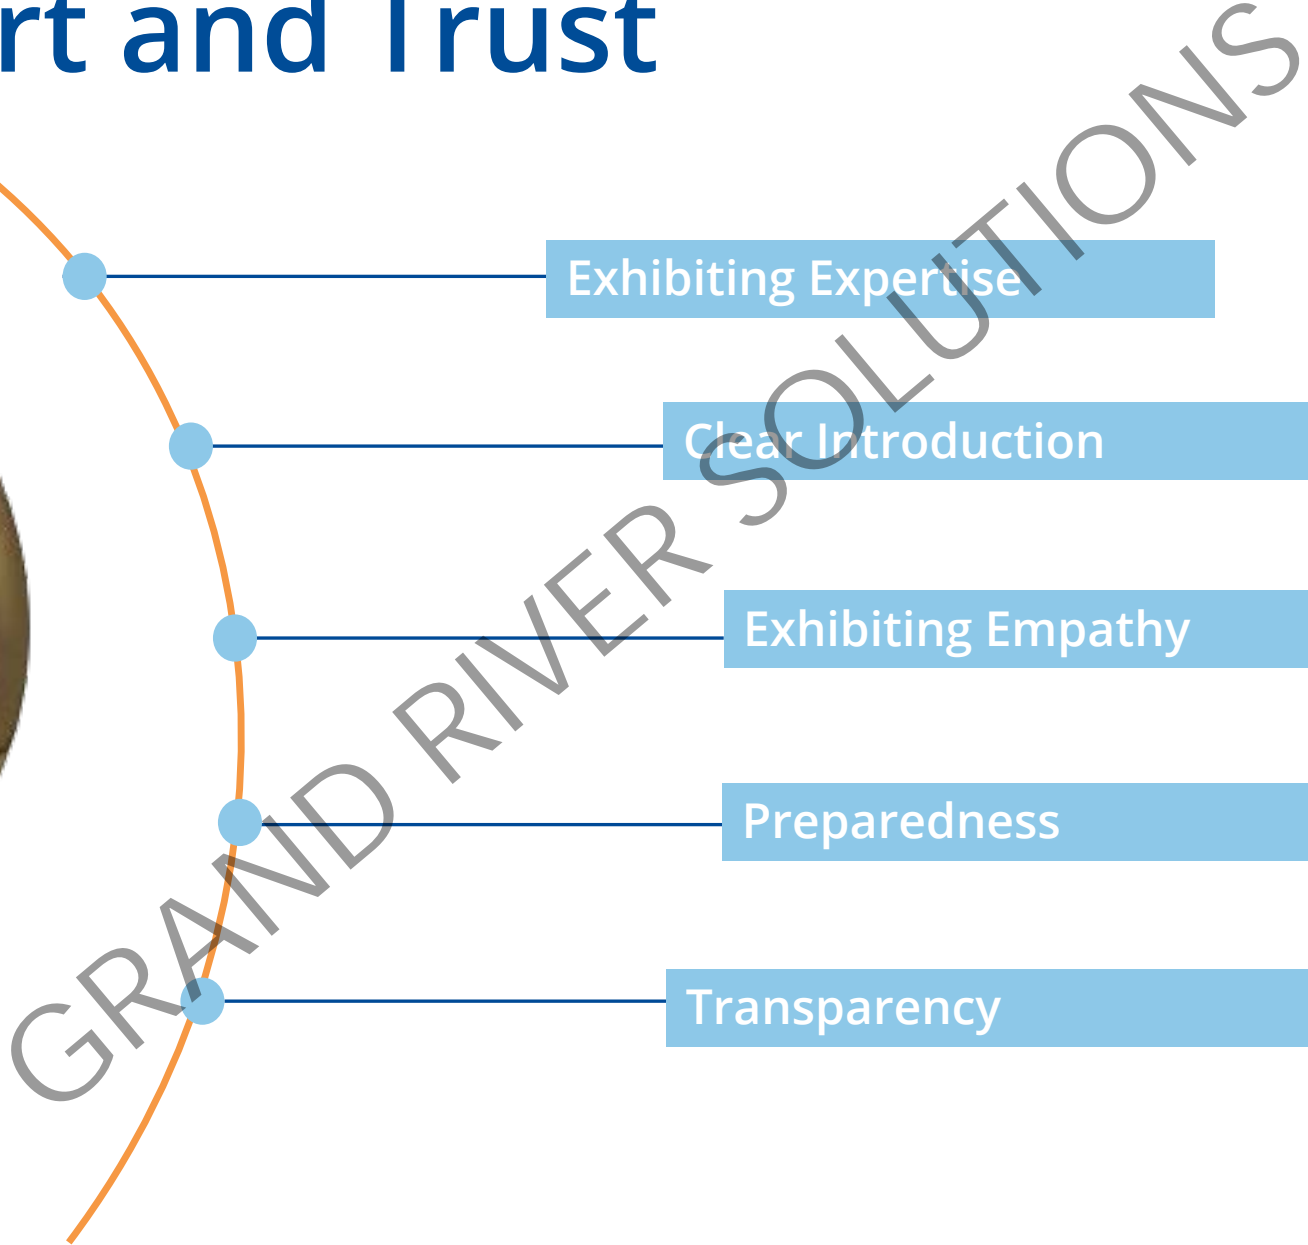 rt and Trust
Exhibiting Expertise
Clear Introduction
Exhibiting Empathy
Preparedness
Transparency
GRAND RIVER SOLUTIONS